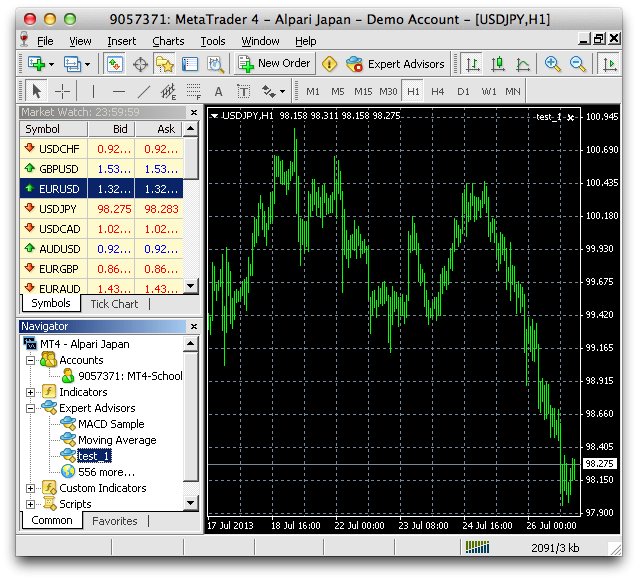 9057371: MetaTrader 4 - Alpari Japan - Demo Account - [USDJPY,H1]
File View Insert Charts Tools Window Help
New Order Expert Advisors
A T M1 M5 M15 M30 H1 H4 D1 W1 MN
Market Watch: 23:59:59
Symbol Bid Ask
USDCHF 0.92... 0.92...
GBPUSD 1.53... 1.53...
EURUSD 1.32... 1.32...
USDJPY 98.275 98.283
USDCAD 1.02... 1.02...
AUDUSD 0.92... 0.92...
EURGBP 0.86... 0.86...
EURAUD 1.43... 1.43...
Symbols Tick Chart
Navigator
MT4 - Alpari Japan
Accounts
9057371: MT4-School
Indicators
Expert Advisors
MACD Sample
Moving Average
test_1
556 more...
Custom Indicators
Scripts
Common Favorites
USDJPY,H1 98.158 98.311 98.158 98.275 test_1
100.945
100.690
100.435
100.180
99.930
99.675
99.420
99.165
98.915
98.660
98.405
98.275
98.150
97.900
17 Jul 2013 18 Jul 16:00 22 Jul 00:00 23 Jul 08:00 24 Jul 16:00 26 Jul 00:00
2091/3 kb